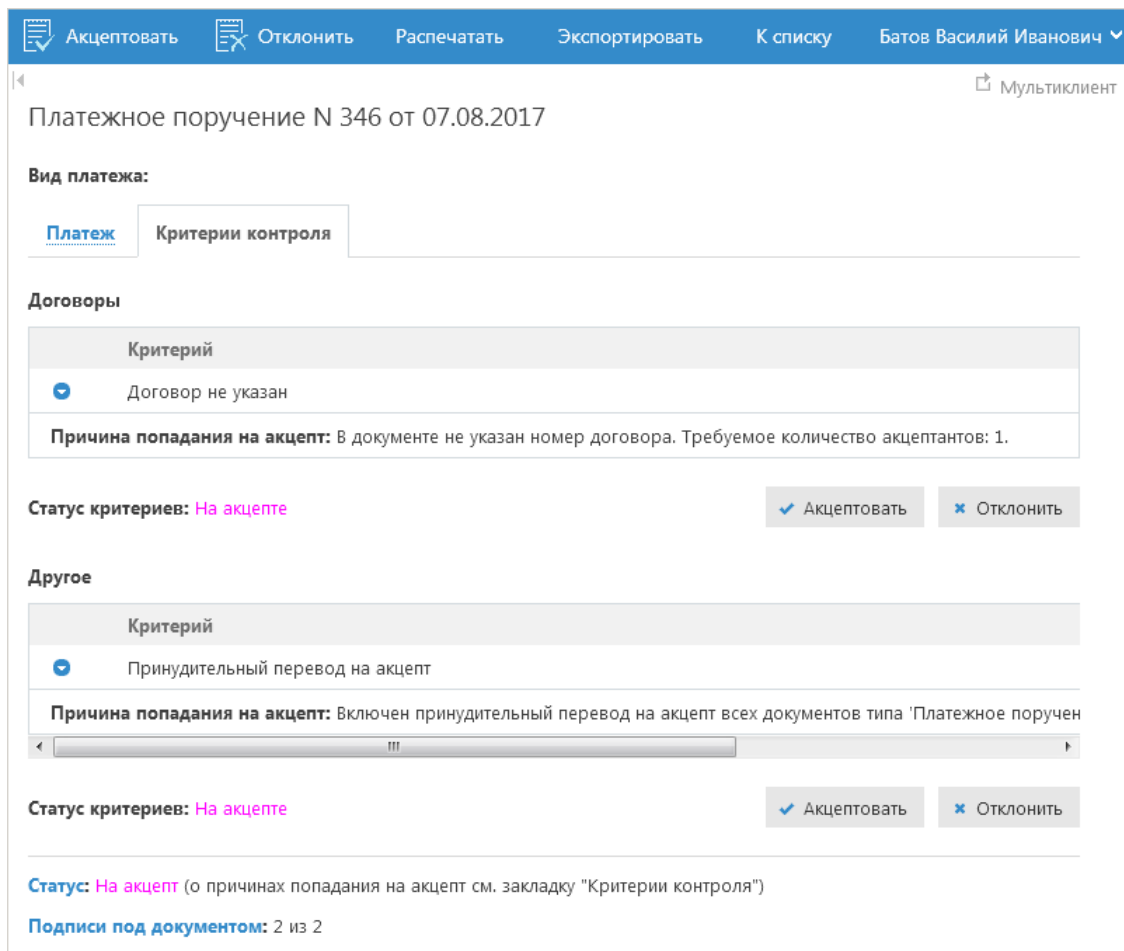 Акцептовать Отклонить Распечатать Экспортировать К списку Батов Василий Иванович
Мультиклиент
Платежное поручение N 346 от 07.08.2017
Вид платежа:
Платеж Критерии контроля
Договоры
Критерий
Договор не указан
Причина попадания на акцепт: В документе не указан номер договора. Требуемое количество акцептантов: 1.
Статус критериев: На акцепте Акцептовать Отклонить
Другое
Критерий
Принудительный перевод на акцепт
Причина попадания на акцепт: Включен принудительный перевод на акцепт всех документов типа 'Платежное поручен
Статус критериев: На акцепте Акцептовать Отклонить
Статус: На акцепт (о причинах попадания на акцепт см. закладку "Критерии контроля")
Подписи под документом: 2 из 2